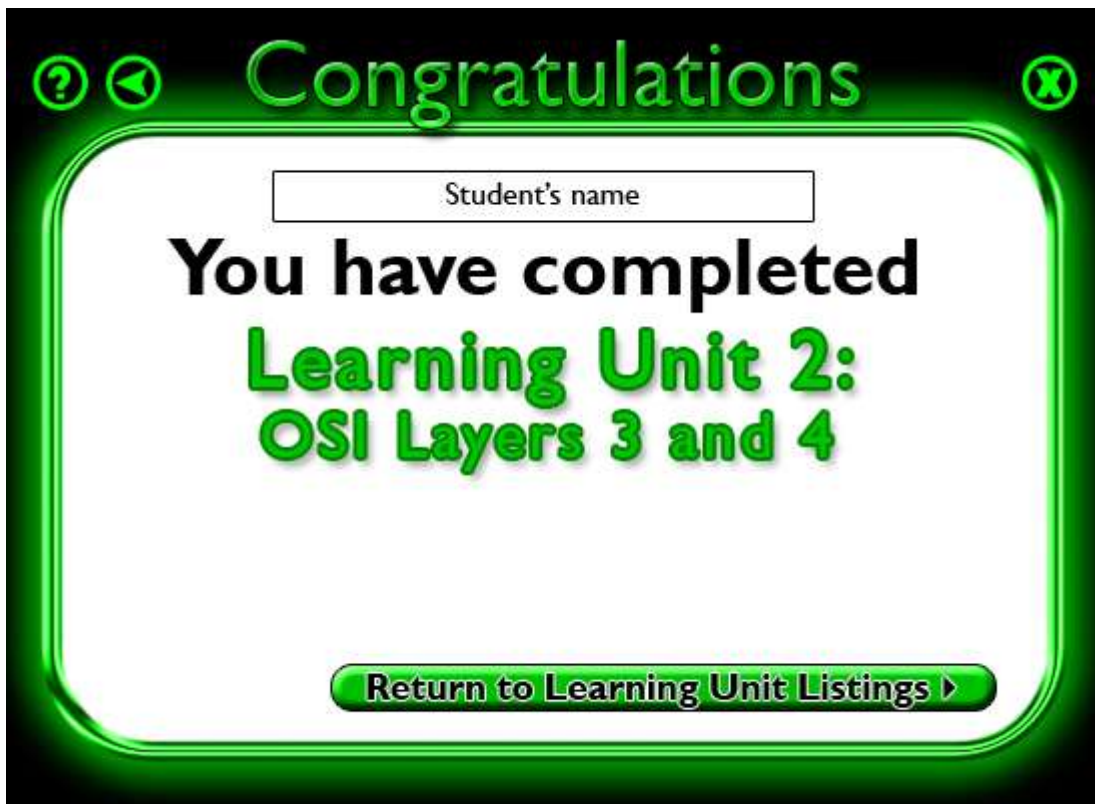 Congratulations
Student's name
You have completed
Learning Unit 2:
OSI Layers 3 and 4
Return to Learning Unit Listings